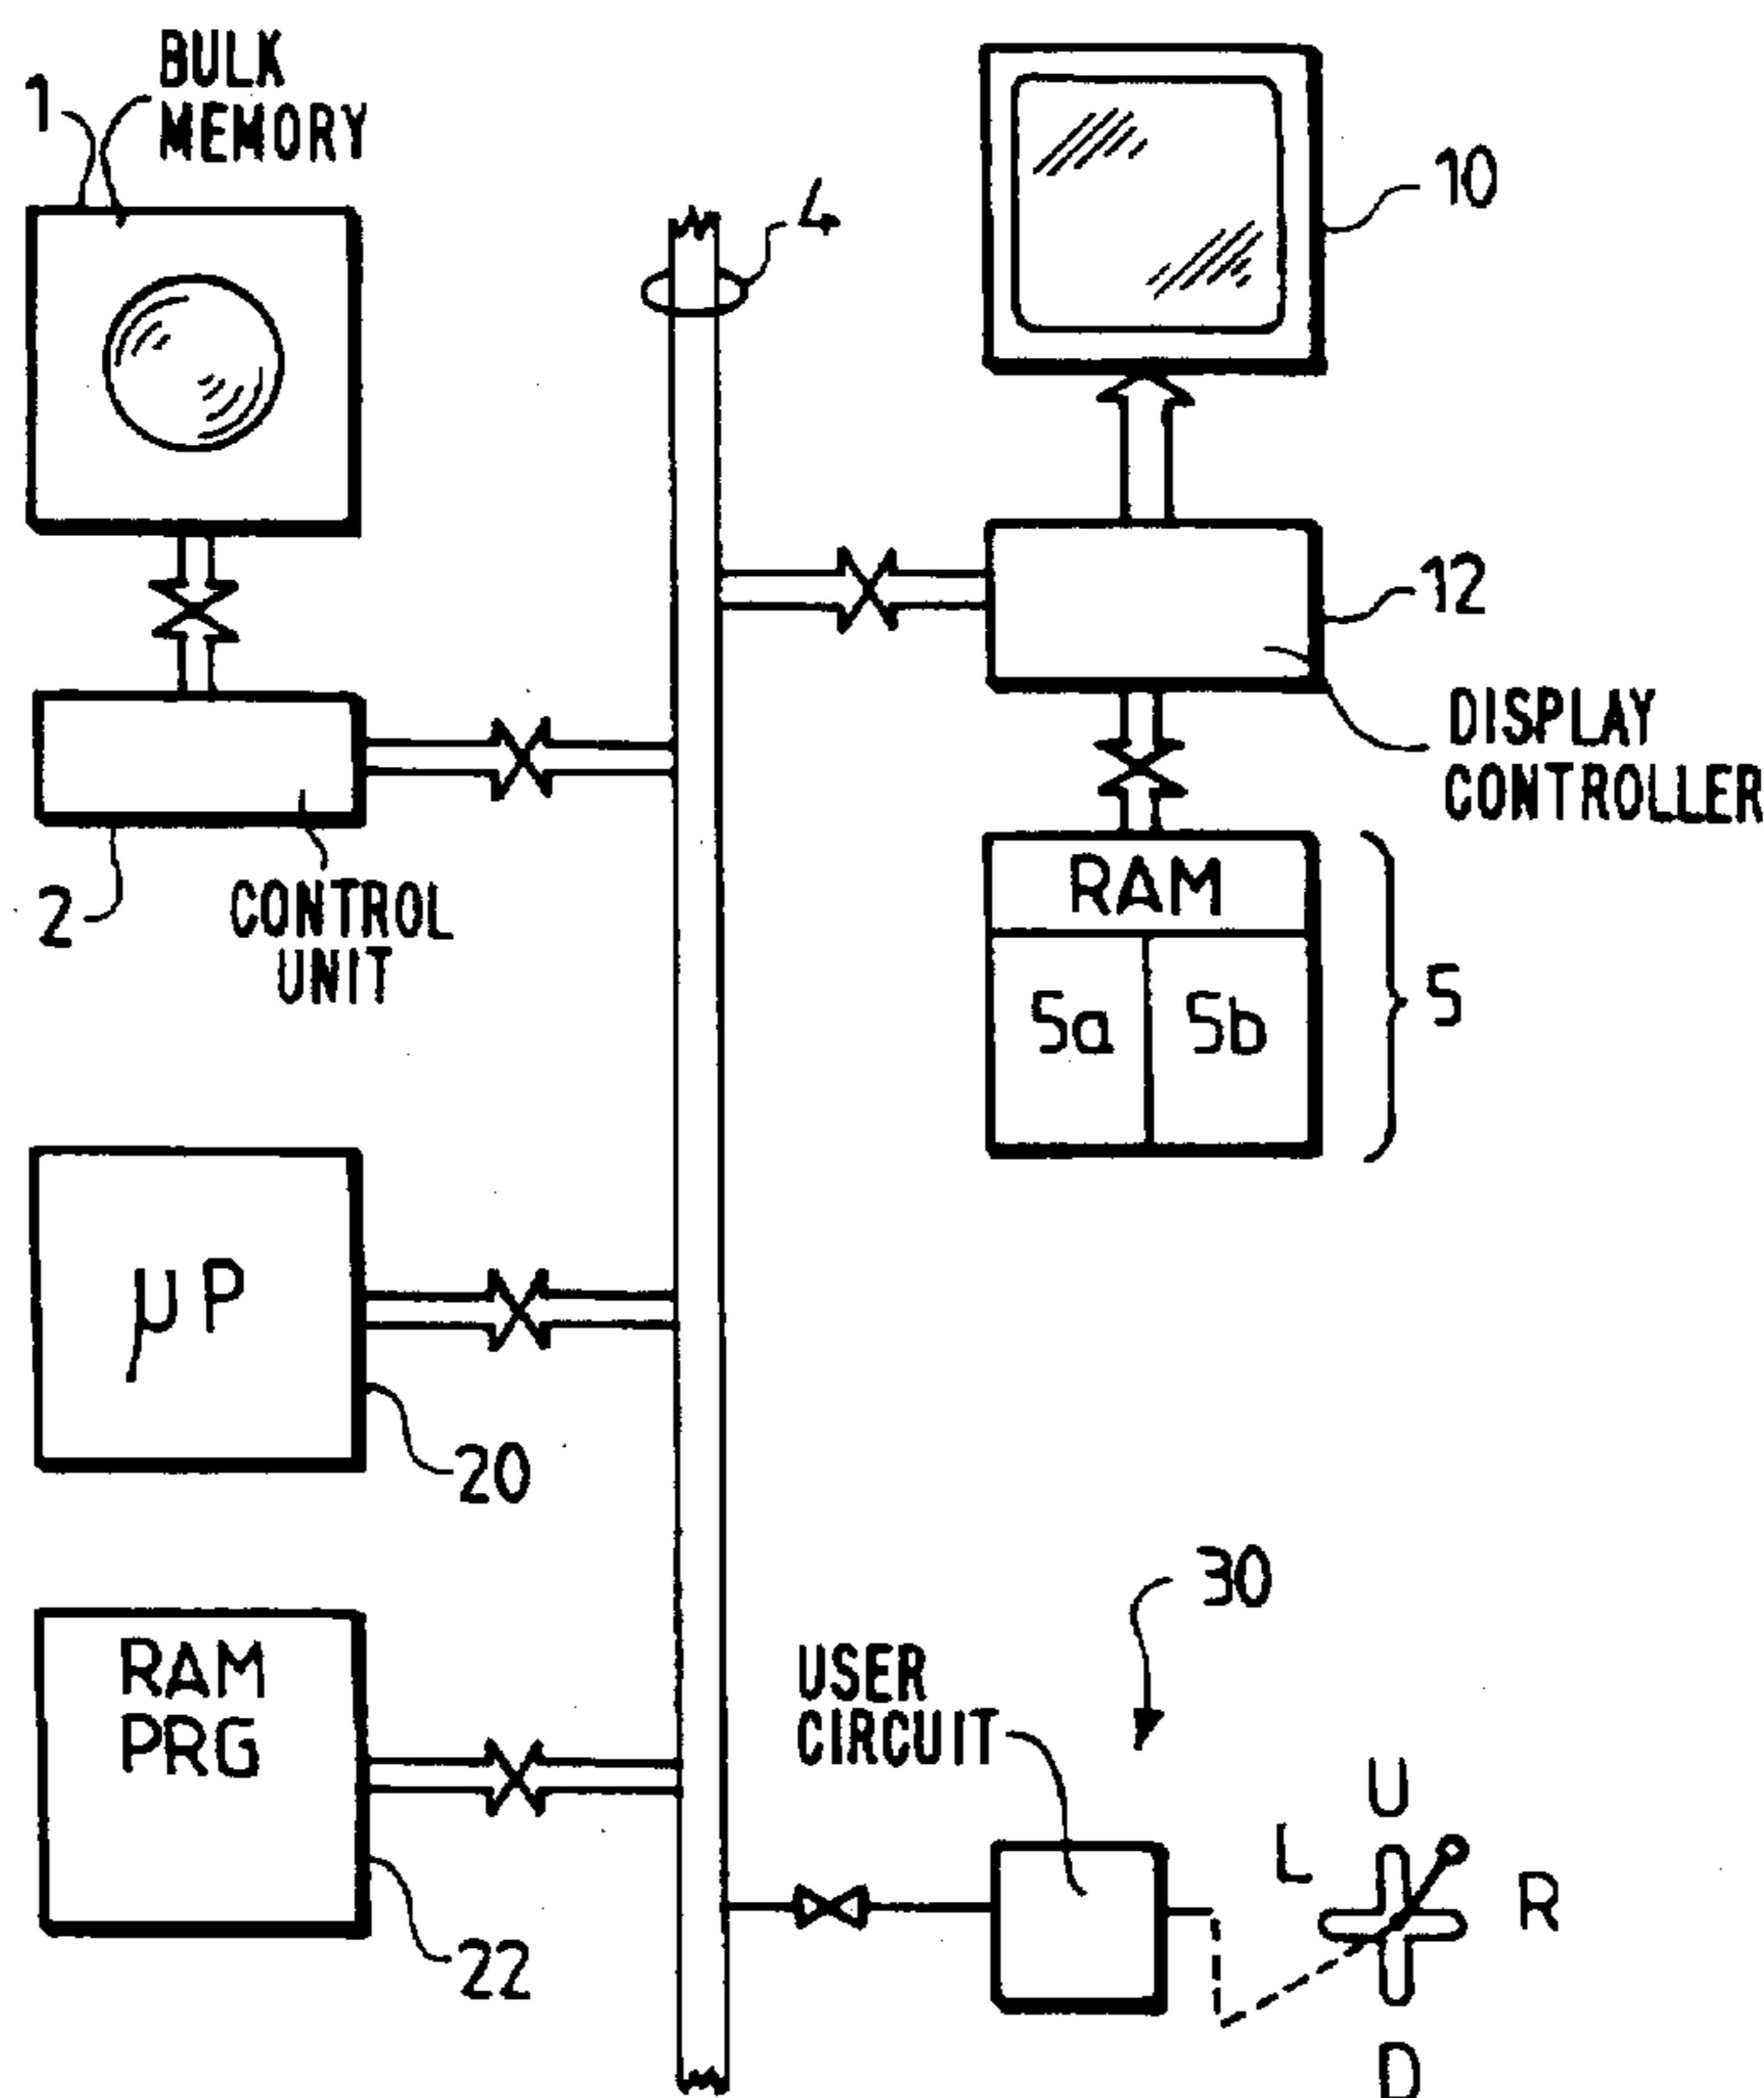 1
BULK
MEMORY
4
10
12
DISPLAY
CONTROLLER
2
CONTROL
UNIT
RAM
5a
5b
5
µP
20
30
RAM
PRG
22
USER
CIRCUIT
U
L
R
D